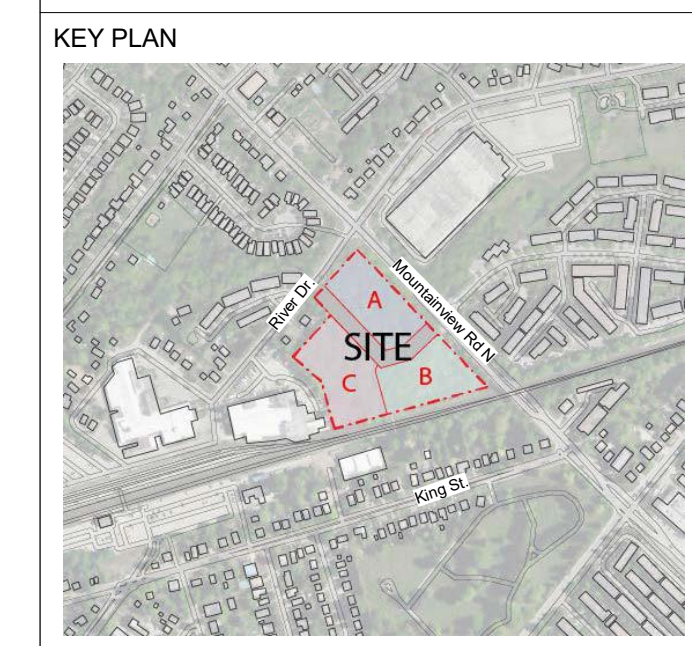 KEY PLAN
River Dr.
Mountainview Rd N
A
SITE
C
B
King St.